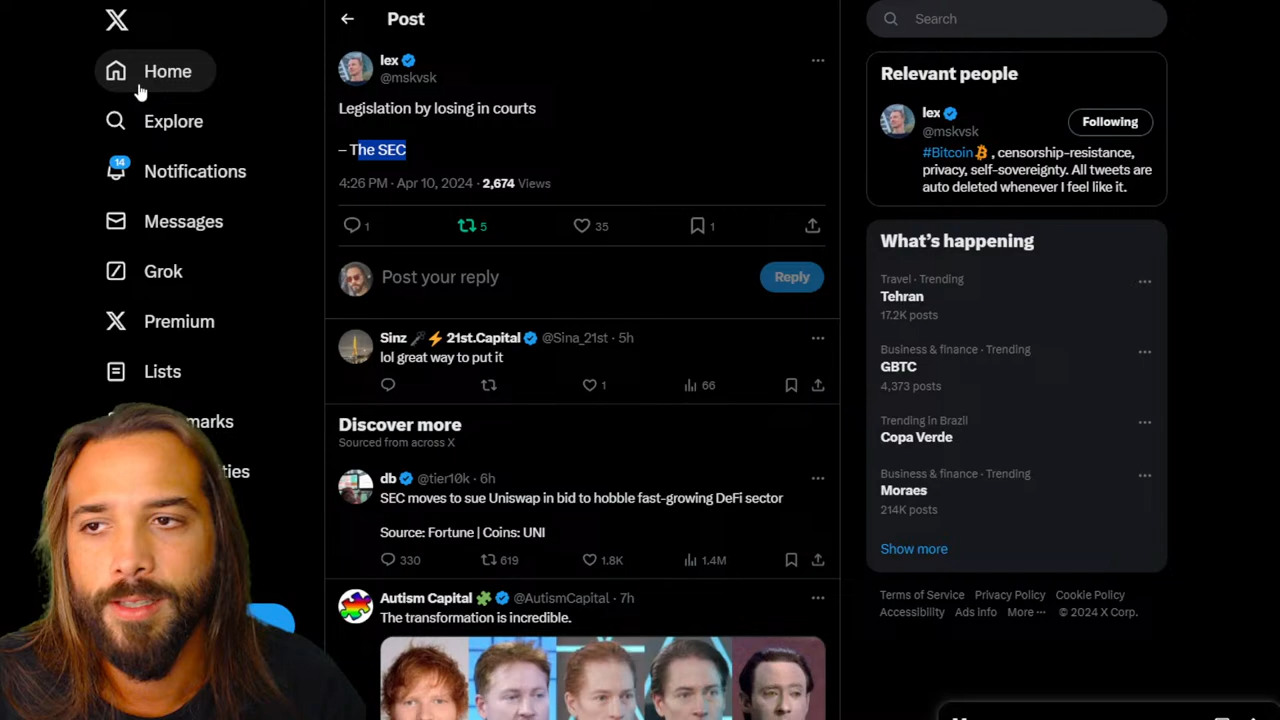 Home
Explore
14
Notifications
Messages
Grok
Premium
Lists
Post
lex
@mskvsk
Legislation by losing in courts
– The SEC
4:26 PM · Apr 10, 2024 · 2,674 Views
1
5
35
1
Post your reply
Reply
Sinz 21st.Capital @Sina_21st · 5h
lol great way to put it
1
66
Discover more
Sourced from across X
db @tier10k · 6h
SEC moves to sue Uniswap in bid to hobble fast-growing DeFi sector
Source: Fortune | Coins: UNI
330
619
1.8K
1.4M
Autism Capital @AutismCapital · 7h
The transformation is incredible.
Search
Relevant people
lex
@mskvsk
Following
#Bitcoin , censorship-resistance,
privacy, self-sovereignty. All tweets are
auto deleted whenever I feel like it.
What's happening
Travel · Trending
Tehran
17.2K posts
Business & finance · Trending
GBTC
4,373 posts
Trending in Brazil
Copa Verde
Business & finance · Trending
Moraes
214K posts
Show more
Terms of Service Privacy Policy Cookie Policy
Accessibility Ads info More ··· © 2024 X Corp.